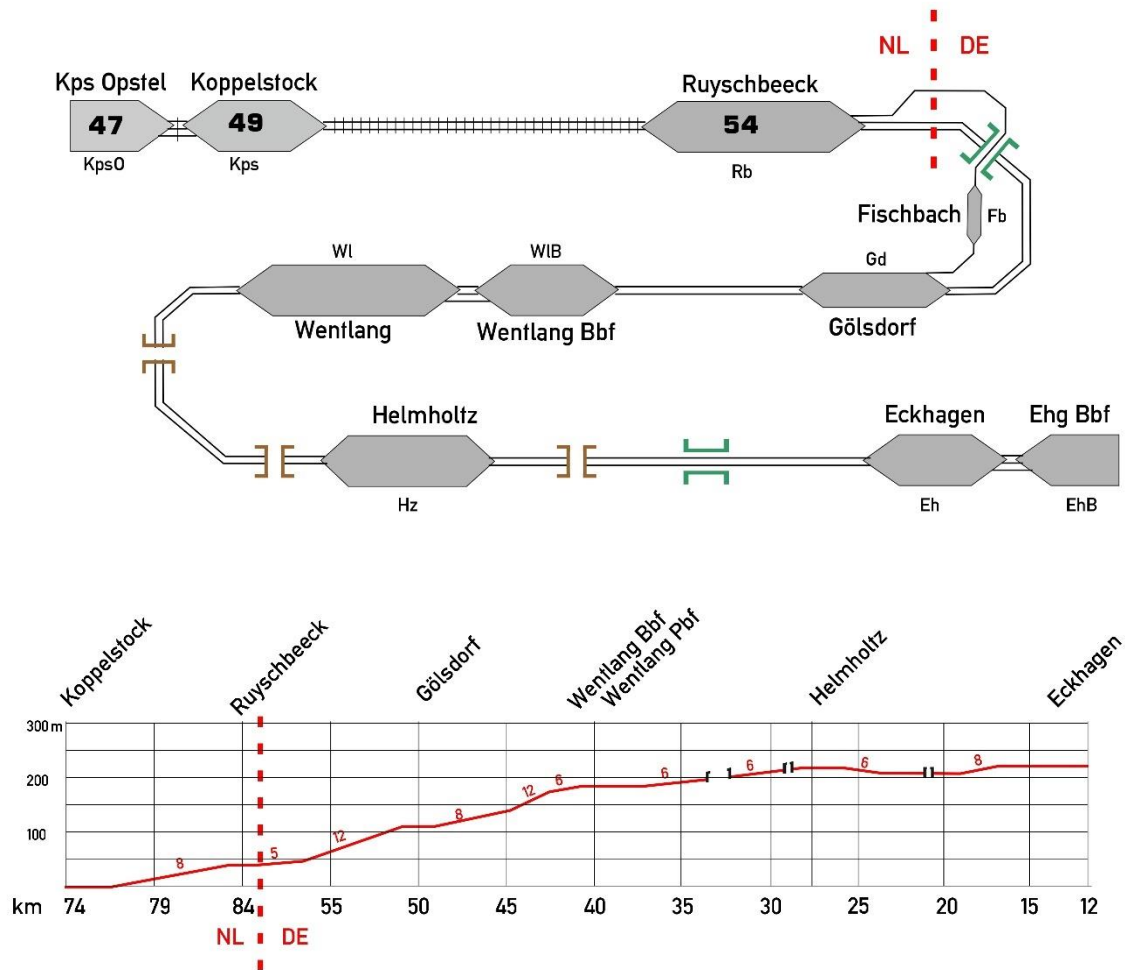 NL DE
Kps Opstel Koppelstock Ruyschbeeck
47 49 54
KpsO Kps Rb
Fischbach Fb
Wl WlB Gd
Wentlang Wentlang Bbf Gölsdorf
Helmholtz Eckhagen Ehg Bbf
Hz Eh EhB
Koppelstock
Ruyschbeeck
Gölsdorf
Wentlang Bbf
Wentlang Pbf
Helmholtz
Eckhagen
300 m
200
100
8 5 12 8 12 6 6 6 6 8
km 74 79 84 55 50 45 40 35 30 25 20 15 12
NL DE